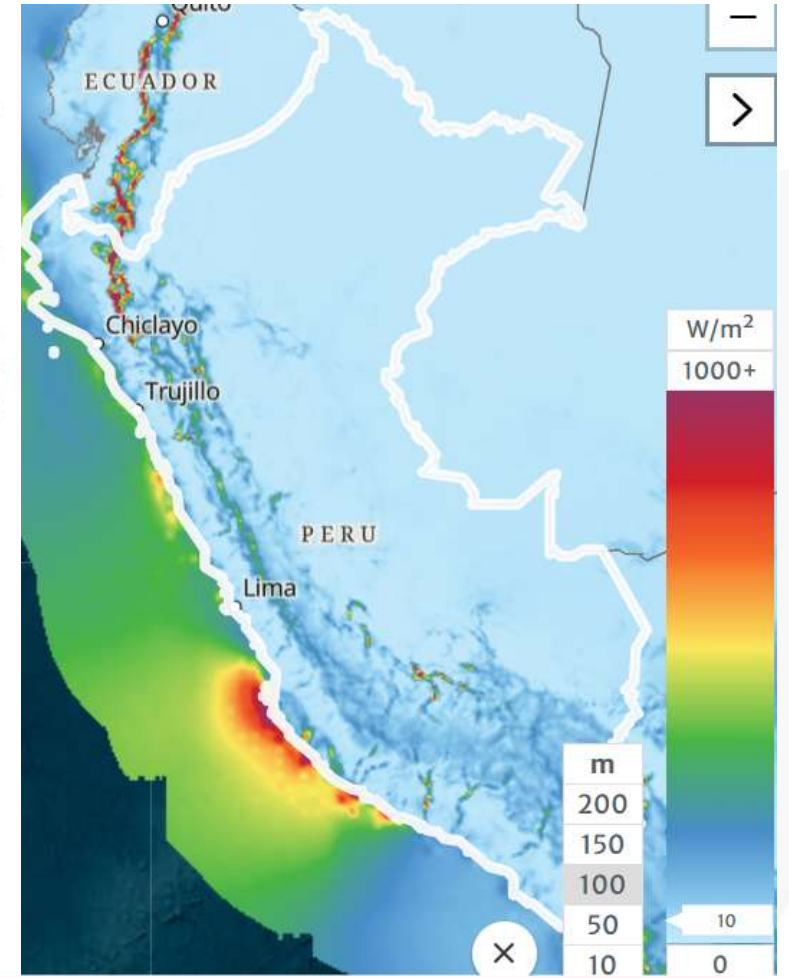 Quito
ECUADOR
Chiclayo
Trujillo
PERU
Lima
W/m²
1000+
10
0
m
200
150
100
50
10